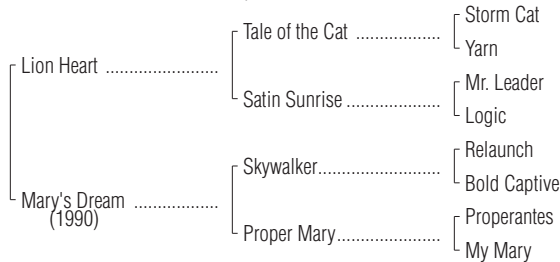 Storm Cat
Tale of the Cat ..................
Yarn
Lion Heart ........................
Mr. Leader
Satin Sunrise ....................
Logic
Relaunch
Skywalker..........................
Bold Captive
Mary's Dream ..................
(1990)
Properantes
Proper Mary......................
My Mary